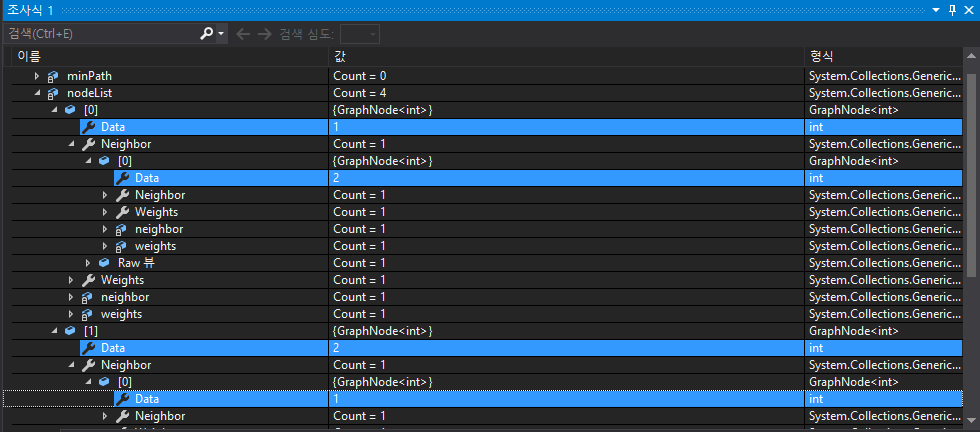 조사식 1
검색(Ctrl+E) 검색 심도:
이름 값 형식
minPath Count = 0 System.Collections.Generic...
nodeList Count = 4 System.Collections.Generic...
[0] {GraphNode<int>} GraphNode<int>
Data 1 int
Neighbor Count = 1 System.Collections.Generic...
[0] {GraphNode<int>} GraphNode<int>
Data 2 int
Neighbor Count = 1 System.Collections.Generic...
Weights Count = 1 System.Collections.Generic...
neighbor Count = 1 System.Collections.Generic...
weights Count = 1 System.Collections.Generic...
Raw 뷰
Weights Count = 1 System.Collections.Generic...
neighbor Count = 1 System.Collections.Generic...
weights Count = 1 System.Collections.Generic...
[1] {GraphNode<int>} GraphNode<int>
Data 2 int
Neighbor Count = 1 System.Collections.Generic...
[0] {GraphNode<int>} GraphNode<int>
Data 1 int
Neighbor Count = 1 System.Collections.Generic...